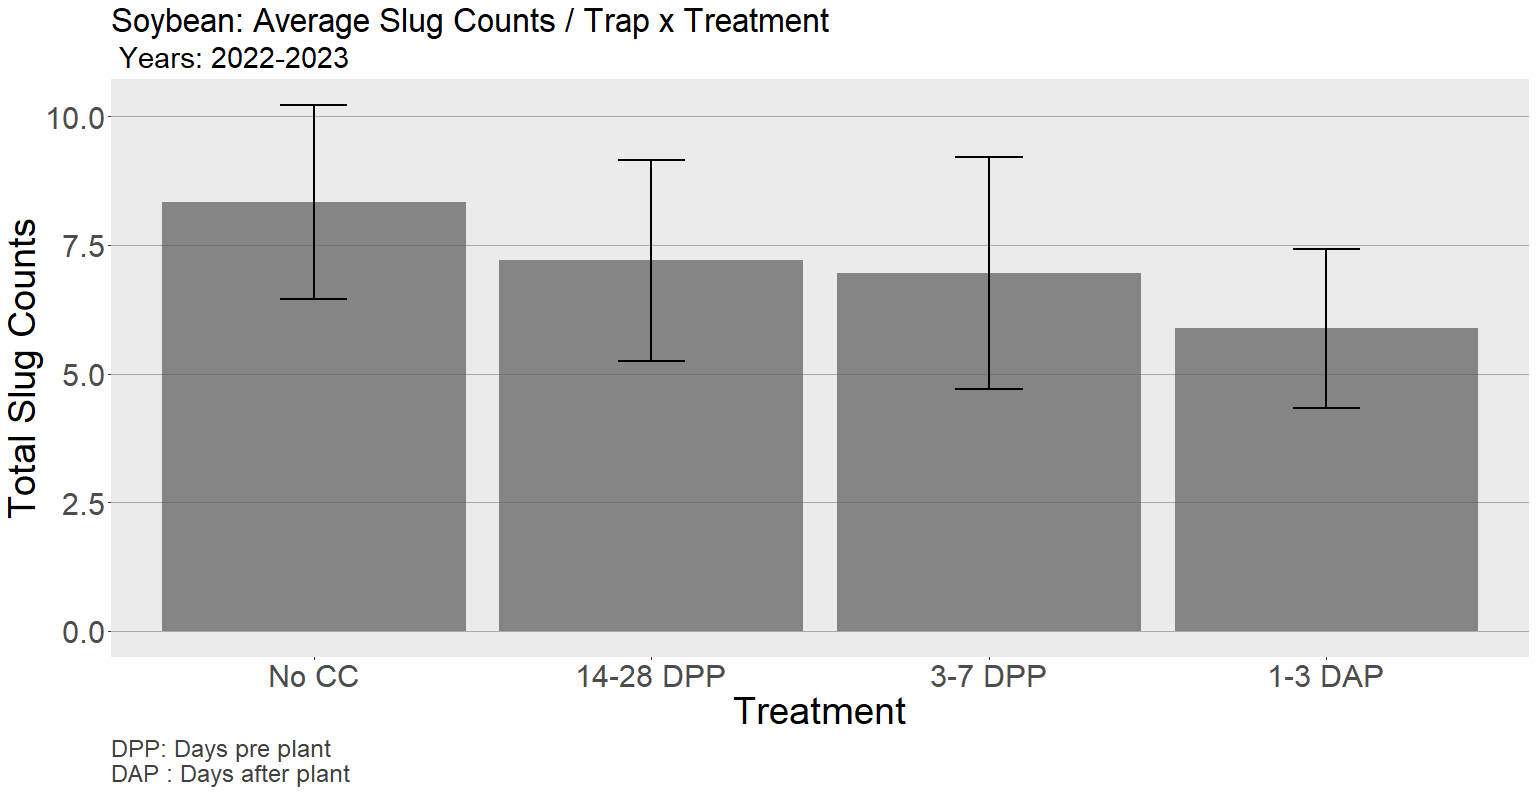 Soybean: Average Slug Counts / Trap x Treatment
Years: 2022-2023
Total Slug Counts
10.0
7.5
5.0
2.5
0.0
No CC
14-28 DPP
3-7 DPP
1-3 DAP
Treatment
DPP: Days pre plant
DAP : Days after plant